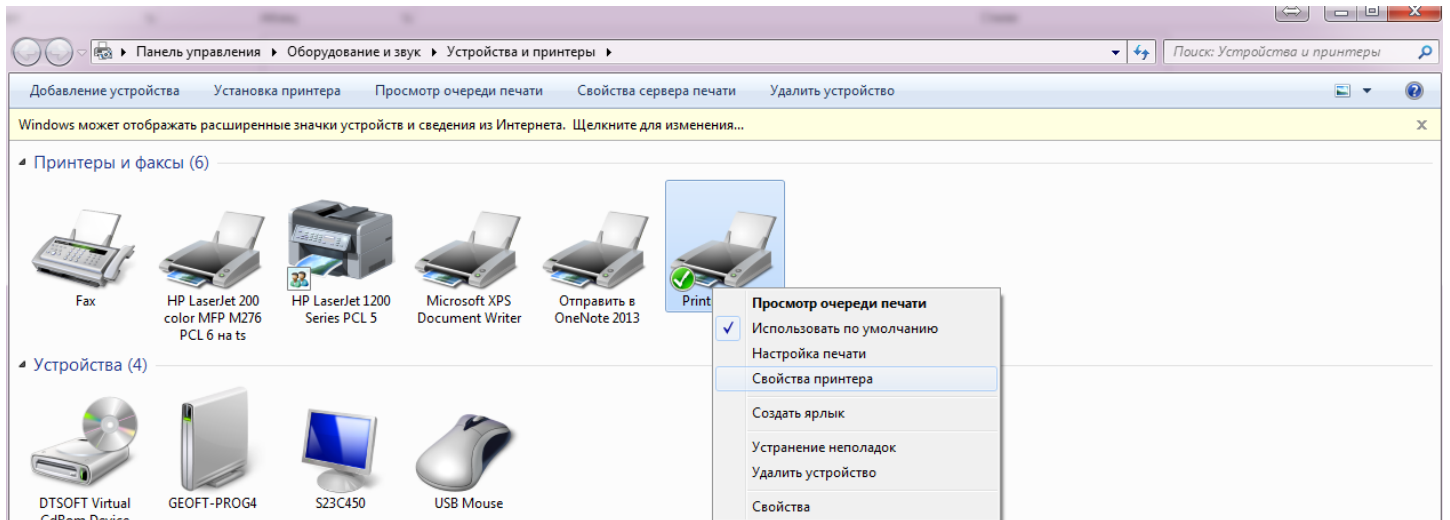 Панель управления ▸ Оборудование и звук ▸ Устройства и принтеры ▸
Поиск: Устройства и принтеры
Добавление устройства Установка принтера Просмотр очереди печати Свойства сервера печати Удалить устройство
Windows может отображать расширенные значки устройств и сведения из Интернета. Щелкните для изменения...
Принтеры и факсы (6)
Fax
HP LaserJet 200
color MFP M276
PCL 6 на ts
HP LaserJet 1200
Series PCL 5
Microsoft XPS
Document Writer
Отправить в
OneNote 2013
Print
Просмотр очереди печати
Использовать по умолчанию
Настройка печати
Свойства принтера
Создать ярлык
Устранение неполадок
Удалить устройство
Свойства
Устройства (4)
DTSOFT Virtual
CdRom Device
GEOFT-PROG4
S23C450
USB Mouse